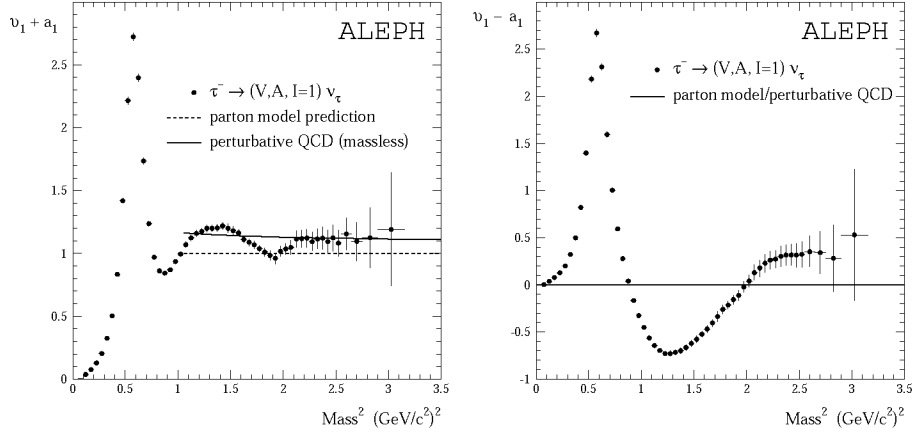 υ₁ + a₁
ALEPH
τ⁻ → (V,A, I=1) ν_τ
parton model prediction
perturbative QCD (massless)
2.5
2
1.5
1
0.5
0
0 0.5 1 1.5 2 2.5 3 3.5
Mass² (GeV/c²)²
υ₁ − a₁
ALEPH
τ⁻ → (V,A, I=1) ν_τ
parton model/perturbative QCD
2.5
2
1.5
1
0.5
0
-0.5
-1
0 0.5 1 1.5 2 2.5 3 3.5
Mass² (GeV/c²)²